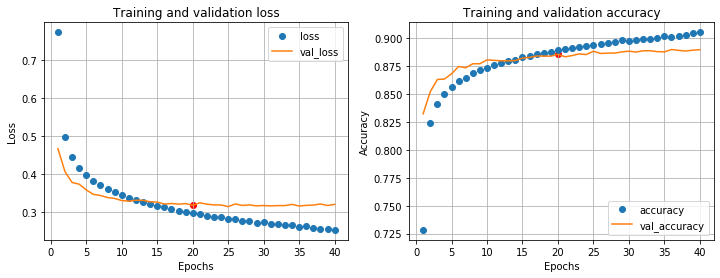 Training and validation loss
loss
val_loss
0.7
0.6
0.5
0.4
0.3
Loss
0 5 10 15 20 25 30 35 40
Epochs
Training and validation accuracy
0.900
0.875
0.850
0.825
0.800
0.775
0.750
0.725
Accuracy
accuracy
val_accuracy
0 5 10 15 20 25 30 35 40
Epochs